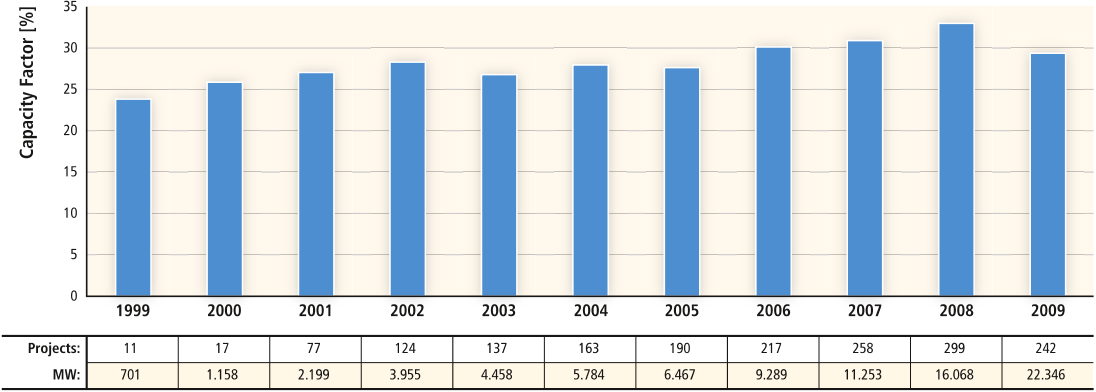 Capacity Factor [%]
35
30
25
20
15
10
5
0
1999 2000 2001 2002 2003 2004 2005 2006 2007 2008 2009
Projects: 11 17 77 124 137 163 190 217 258 299 242
MW: 701 1.158 2.199 3.955 4.458 5.784 6.467 9.289 11.253 16.068 22.346